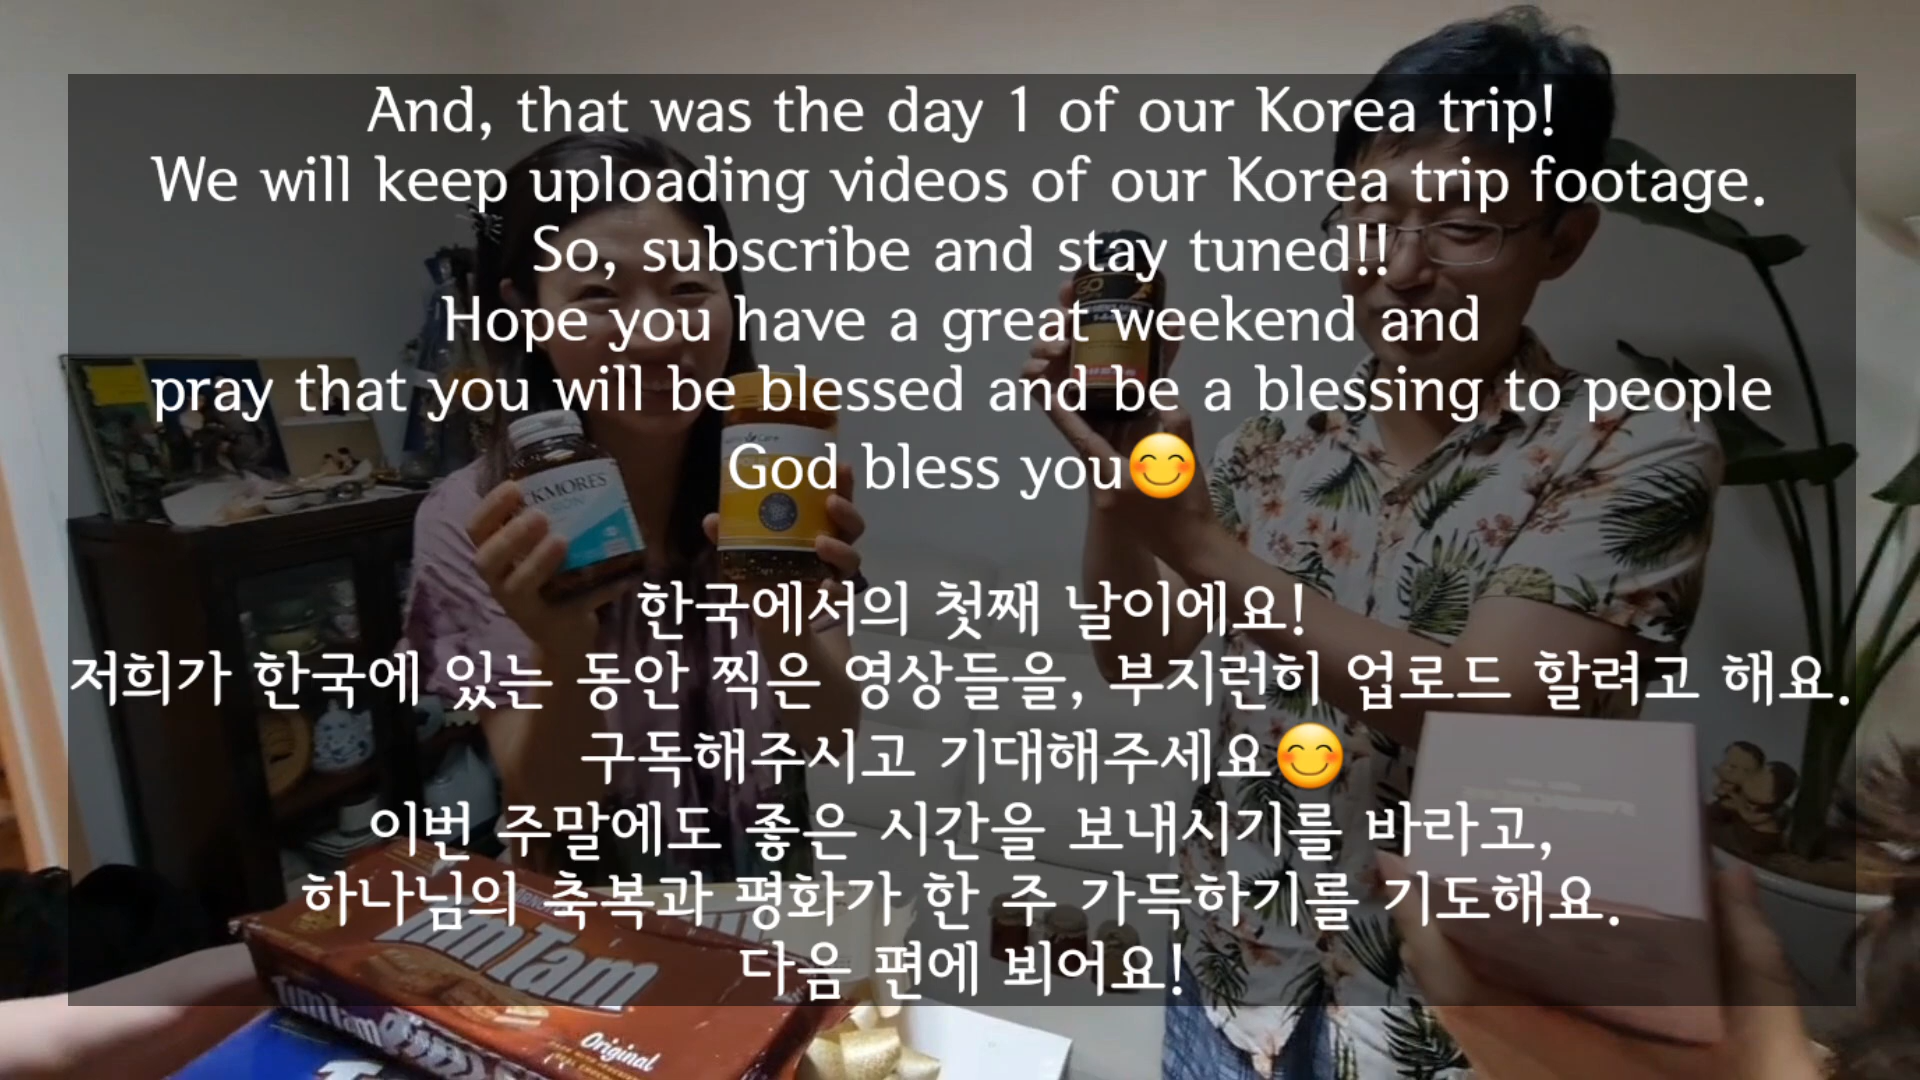 And, that was the day 1 of our Korea trip!
We will keep uploading videos of our Korea trip footage.
So, subscribe and stay tuned!!
Hope you have a great weekend and
pray that you will be blessed and be a blessing to people
God bless you😊
한국에서의 첫째 날이에요!
저희가 한국에 있는 동안 찍은 영상들을, 부지런히 업로드 할려고 해요.
구독해주시고 기대해주세요😊
이번 주말에도 좋은 시간을 보내시기를 바라고,
하나님의 축복과 평화가 한 주 가득하기를 기도해요.
다음 편에 뵈어요!
CKMORES
Care
TimTam
Original
TimTam